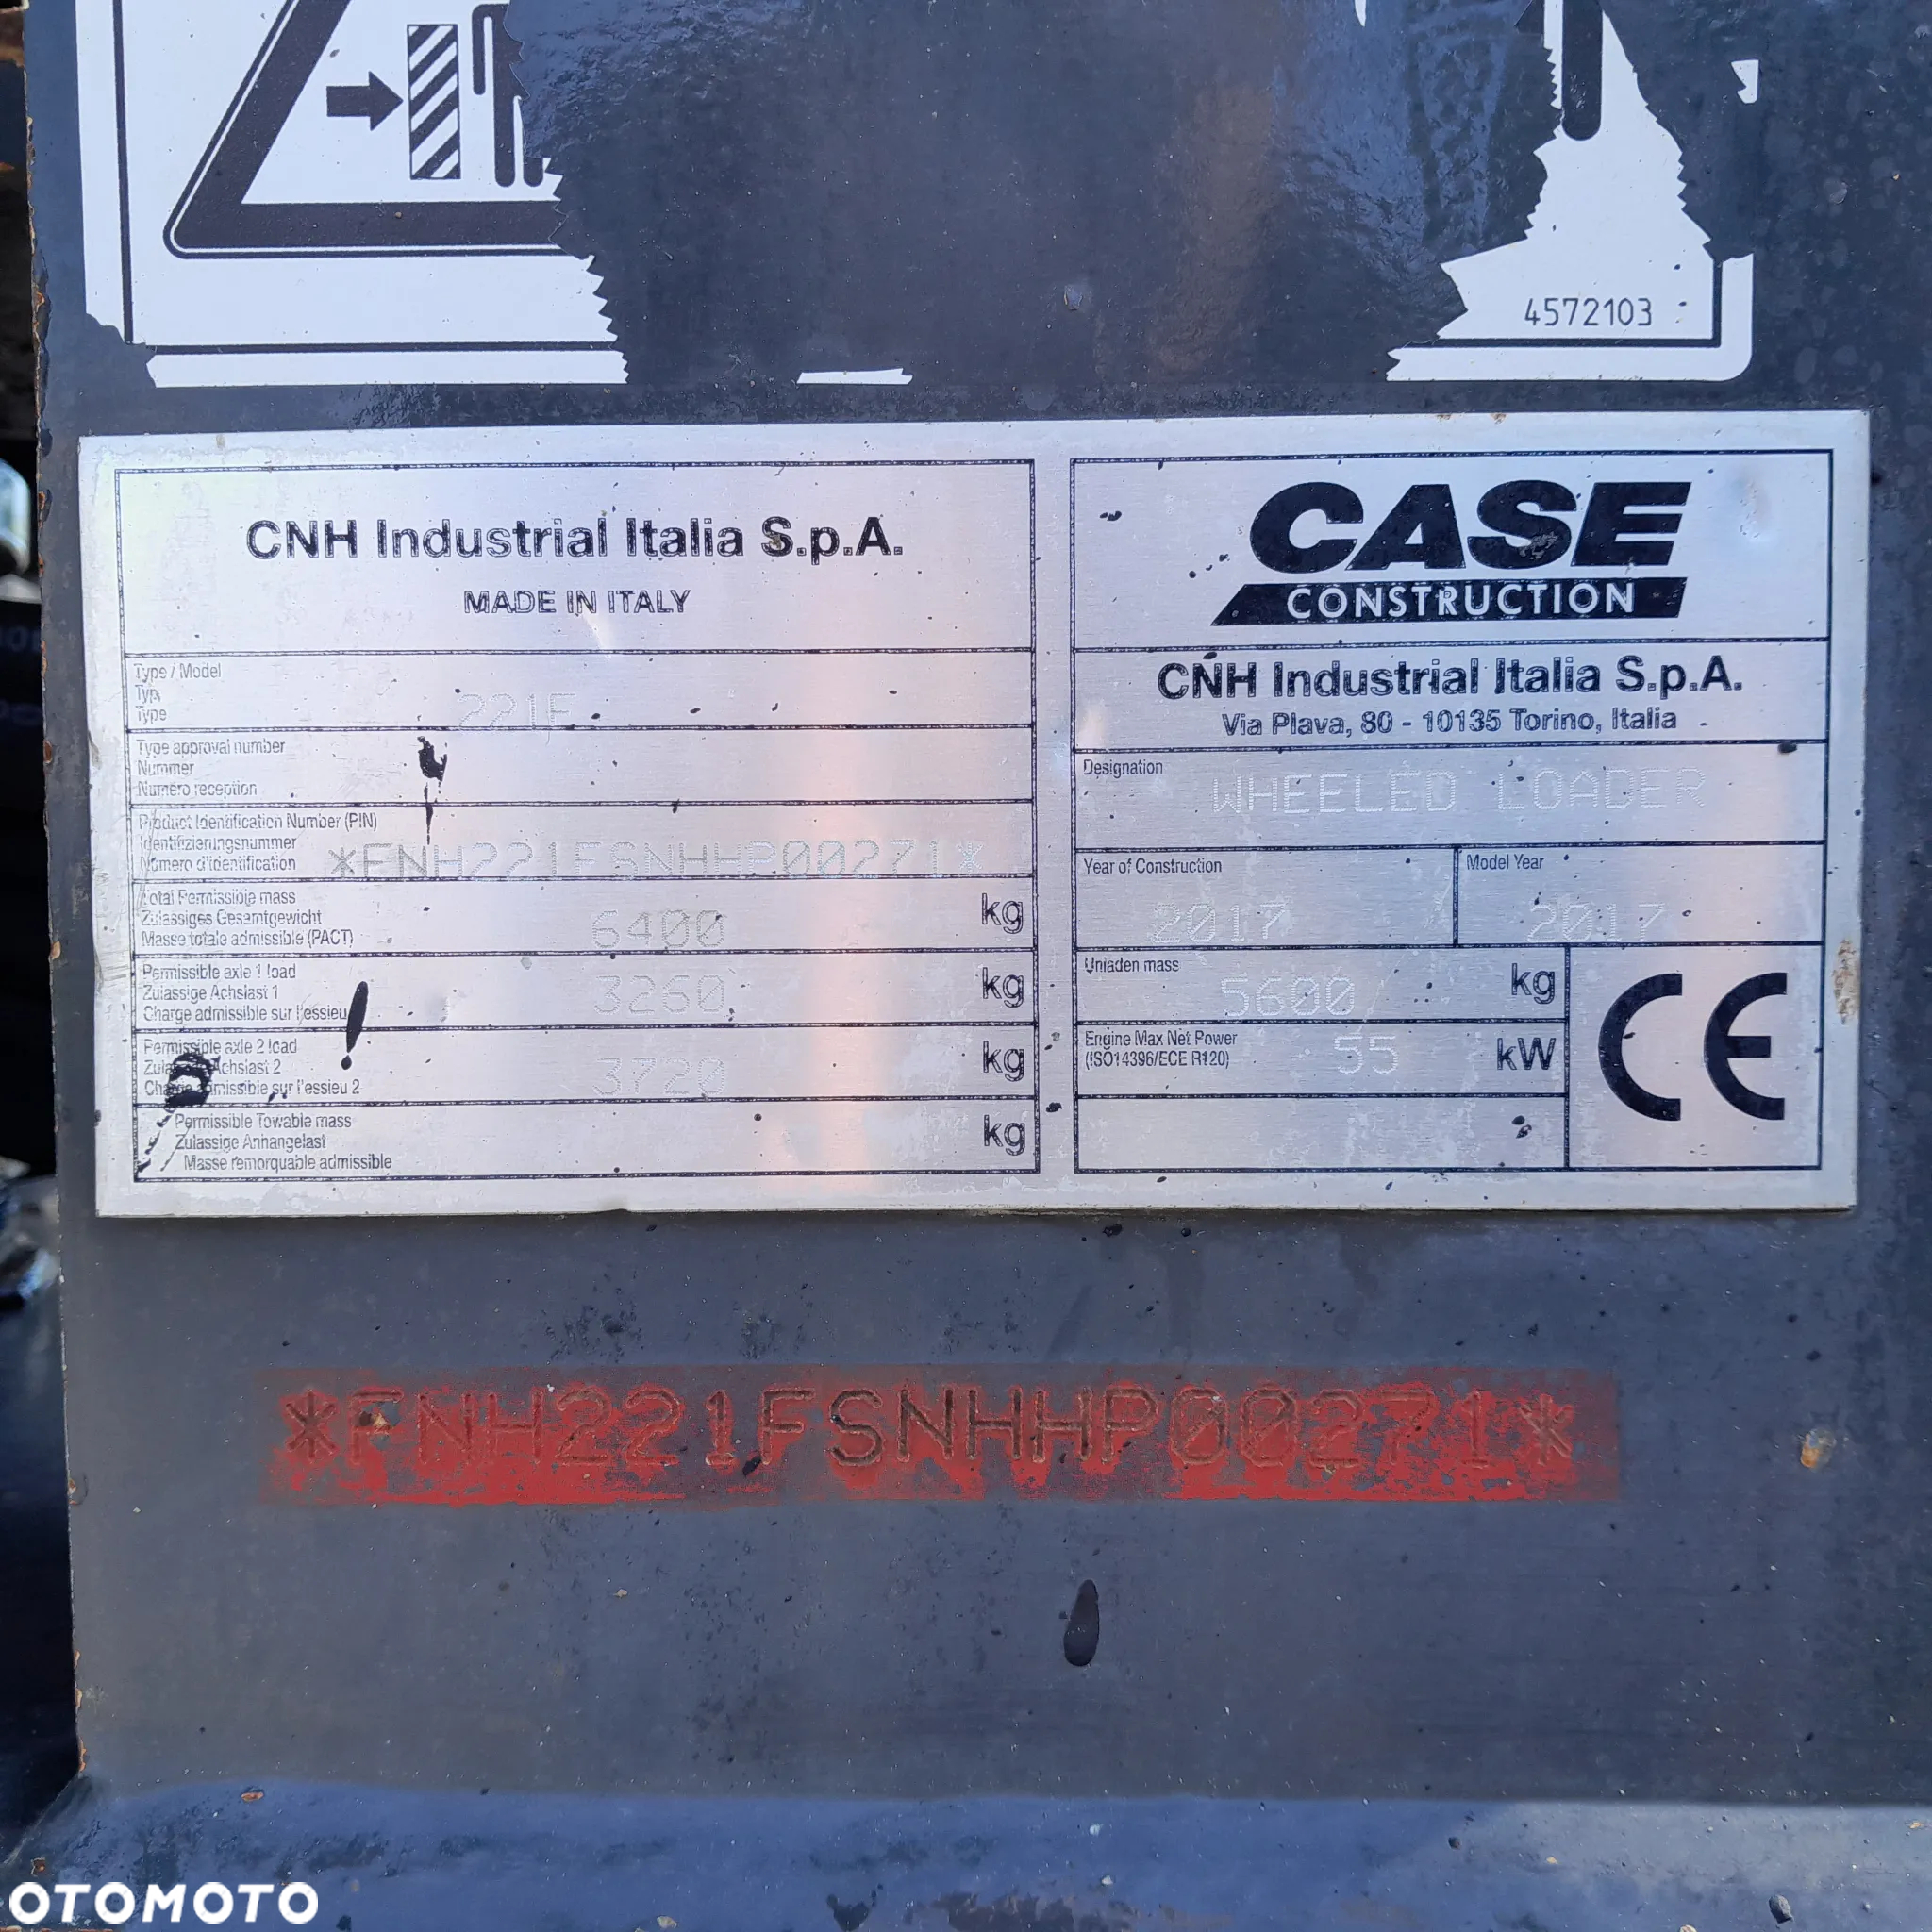 4572103
CNH Industrial Italia S.p.A.
MADE IN ITALY
Type / Model
Typ
Type
221F
Type approval number
Nummer
Numéro reception
Product Identification Number (PIN)
Identifizierungsnummer
Numéro d'identification
*FNH221FSNHHP00271*
Total Permissible mass
Zulässiges Gesamtgewicht
Masse totale admissible (PACT)
6400
kg
Permissible axle 1 load
Zulässige Achslast 1
Charge admissible sur l'essieu
3260
kg
Permissible axle 2 load
Achslast 2
Charge admissible sur l'essieu 2
3720
kg
Permissible Towable mass
Zulässige Anhangelast
Masse remorquable admissible
kg
CASE
CONSTRUCTION
CNH Industrial Italia S.p.A.
Via Plava, 80 - 10135 Torino, Italia
Designation
WHEELED LOADER
Year of Construction
2017
Model Year
2017
Unladen mass
5600
kg
Engine Max Net Power
(ISO14396/ECE R120)
55
kW
CE
*FNH221FSNHHP00271*
OTOMOTO